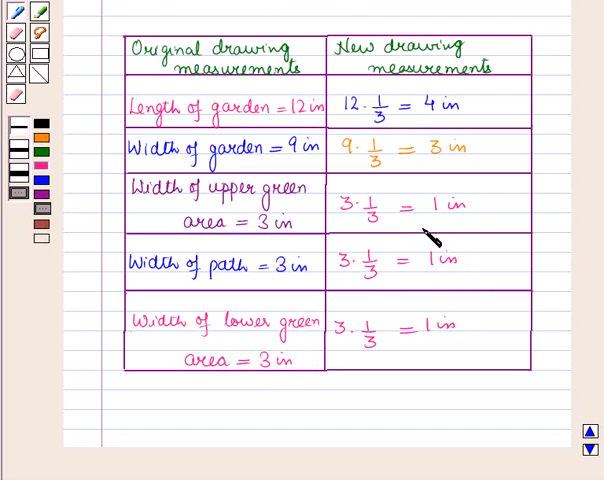 Original drawing measurements
New drawing measurements
Length of garden = 12 in
12 · 1/3 = 4 in
Width of garden = 9 in
9 · 1/3 = 3 in
Width of upper green area = 3 in
3 · 1/3 = 1 in
Width of path = 3 in
3 · 1/3 = 1 in
Width of lower green area = 3 in
3 · 1/3 = 1 in